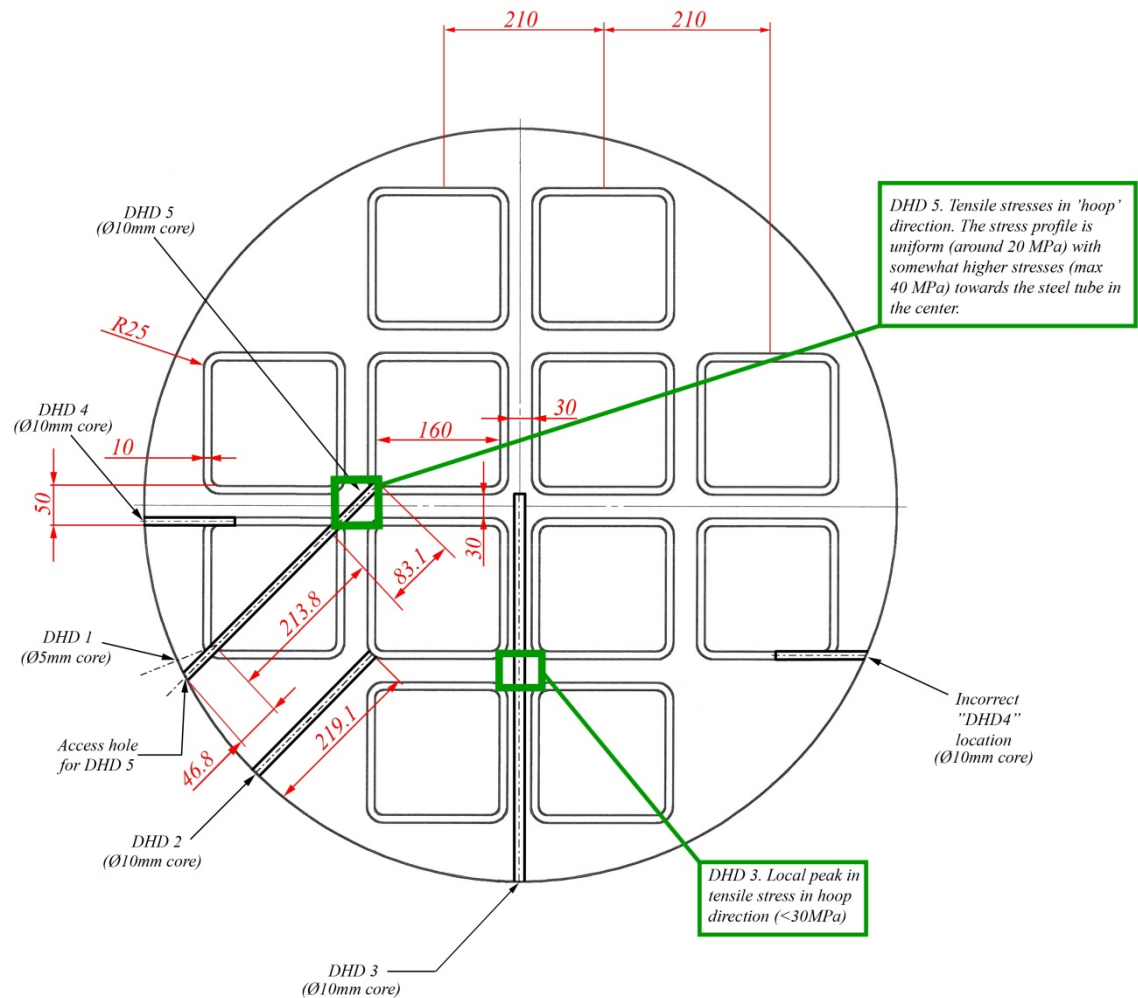 210
210
DHD 5
(Ø10mm core)
DHD 5. Tensile stresses in 'hoop'
direction. The stress profile is
uniform (around 20 MPa) with
somewhat higher stresses (max
40 MPa) towards the steel tube in
the center.
R25
DHD 4
(Ø10mm core)
30
160
10
50
30
83.1
213.8
DHD 1
(Ø5mm core)
219.1
46.8
Access hole
for DHD 5
Incorrect
"DHD4"
location
(Ø10mm core)
DHD 2
(Ø10mm core)
DHD 3. Local peak in
tensile stress in hoop
direction (<30MPa)
DHD 3
(Ø10mm core)